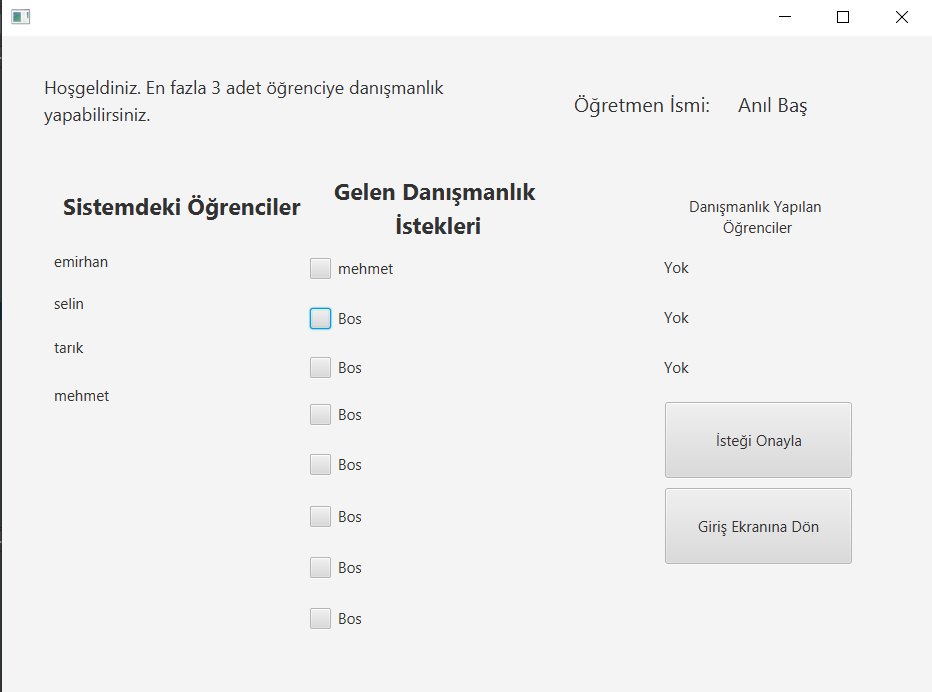 Hoşgeldiniz. En fazla 3 adet öğrenciye danışmanlık
yapabilirsiniz.
Öğretmen İsmi: Anıl Baş
Sistemdeki Öğrenciler
Gelen Danışmanlık
İstekleri
Danışmanlık Yapılan
Öğrenciler
emirhan
selin
tarık
mehmet
mehmet
Bos
Bos
Bos
Bos
Bos
Bos
Bos
Yok
Yok
Yok
İsteği Onayla
Giriş Ekranına Dön